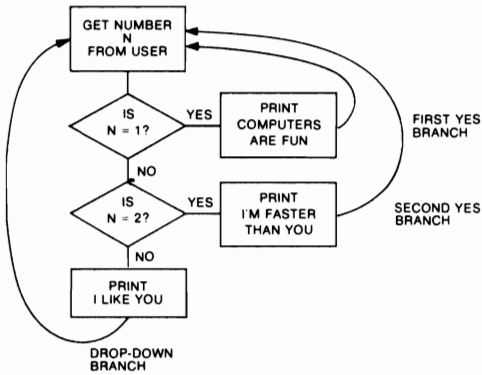 GET NUMBER
N
FROM USER
IS
N = 1?
YES
PRINT
COMPUTERS
ARE FUN
FIRST YES
BRANCH
NO
IS
N = 2?
YES
PRINT
I'M FASTER
THAN YOU
SECOND YES
BRANCH
NO
PRINT
I LIKE YOU
DROP-DOWN
BRANCH